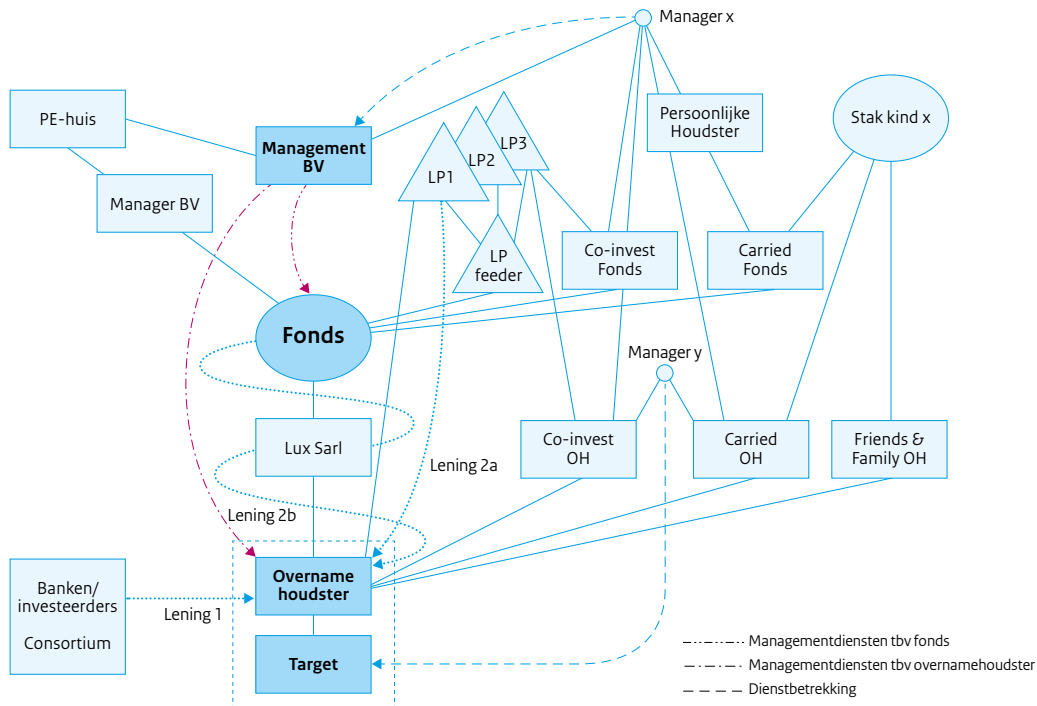 Manager x
PE-huis
Persoonlijke
Houdster
Stak kind x
Management
BV
LP3
LP2
LP1
Manager BV
LP
feeder
Co-invest
Fonds
Carried
Fonds
Fonds
Manager y
Lux Sarl
Co-invest
OH
Carried
OH
Friends &
Family OH
Lening 2a
Lening 2b
Banken/
investeerders
Consortium
Lening 1
Overname
houdster
Target
Managementdiensten tbv fonds
Managementdiensten tbv overnamehoudster
Dienstbetrekking